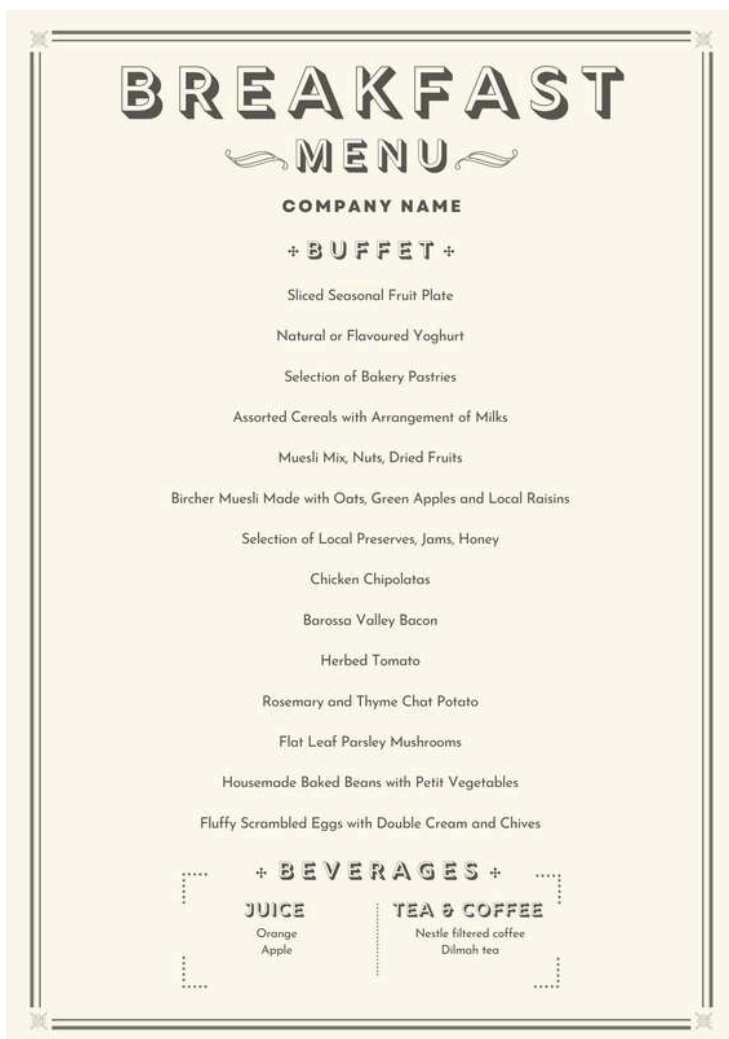 BREAKFAST
MENU
COMPANY NAME
BUFFET
Sliced Seasonal Fruit Plate
Natural or Flavoured Yoghurt
Selection of Bakery Pastries
Assorted Cereals with Arrangement of Milks
Muesli Mix, Nuts, Dried Fruits
Bircher Muesli Made with Oats, Green Apples and Local Raisins
Selection of Local Preserves, Jams, Honey
Chicken Chipolatas
Barossa Valley Bacon
Herbed Tomato
Rosemary and Thyme Chat Potato
Flat Leaf Parsley Mushrooms
Housemade Baked Beans with Petit Vegetables
Fluffy Scrambled Eggs with Double Cream and Chives
BEVERAGES
JUICE
Orange
Apple
TEA & COFFEE
Nestle filtered coffee
Dilmah tea